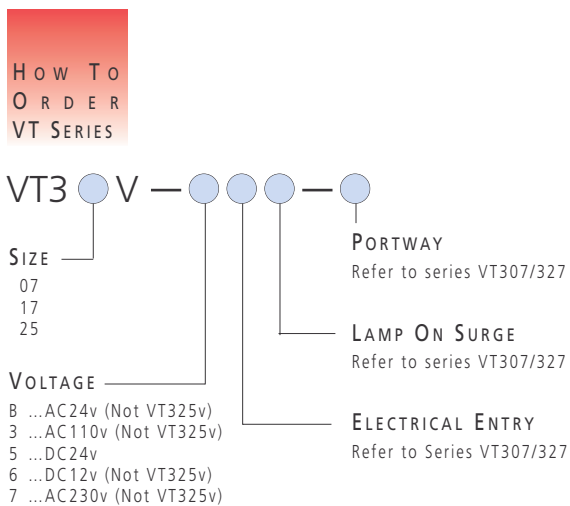 HOW TO
ORDER
VT SERIES
VT3 V — —
SIZE
07
17
25
VOLTAGE
B ...AC24v (Not VT325v)
3 ...AC110v (Not VT325v)
5 ...DC24v
6 ...DC12v (Not VT325v)
7 ...AC230v (Not VT325v)
PORTWAY
Refer to series VT307/327
LAMP ON SURGE
Refer to series VT307/327
ELECTRICAL ENTRY
Refer to Series VT307/327